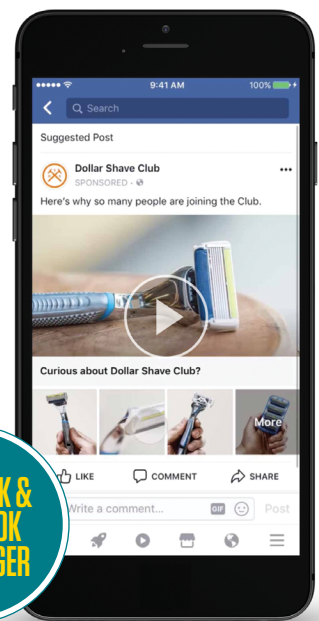 9:41 AM
100%
Search
Suggested Post
Dollar Shave Club
SPONSORED
Here's why so many people are joining the Club.
Curious about Dollar Shave Club?
More
LIKE
COMMENT
SHARE
Write a comment...
GIF
Post
K &
OK
GER